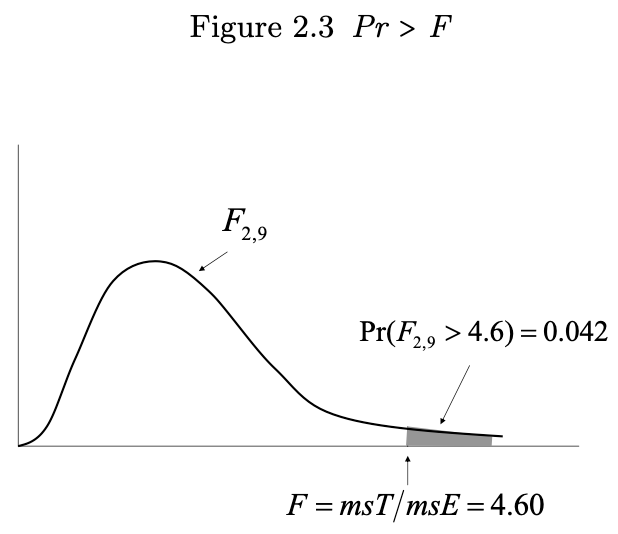 Figure 2.3 Pr > F
F2,9
Pr(F2,9 > 4.6) = 0.042
F = msT/msE = 4.60